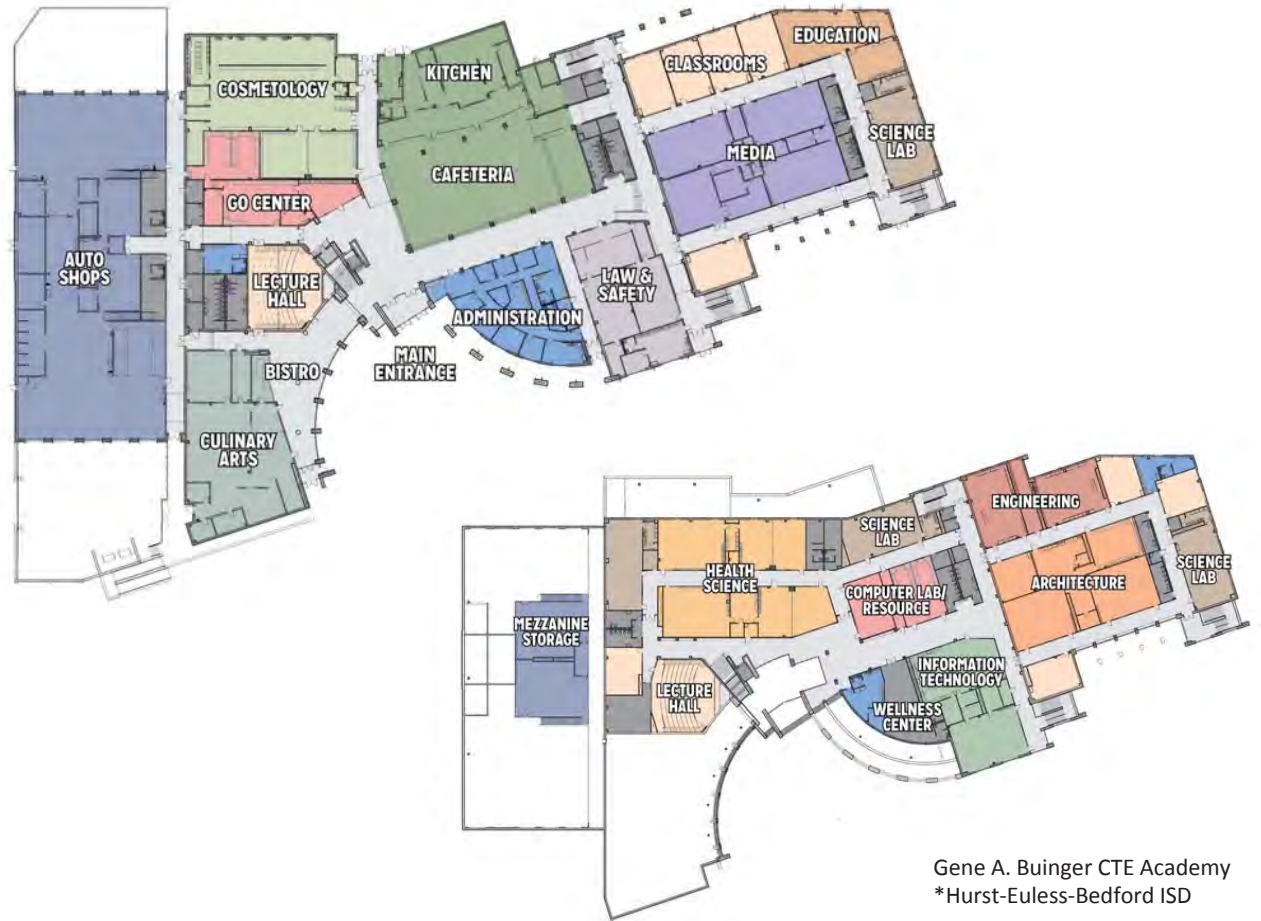 COSMETOLOGY
KITCHEN
CLASSROOMS
EDUCATION
SCIENCE
LAB
MEDIA
CAFETERIA
GO CENTER
AUTO
SHOPS
LECTURE
HALL
LAW &
SAFETY
ADMINISTRATION
MAIN
ENTRANCE
BISTRO
CULINARY
ARTS
ENGINEERING
SCIENCE
LAB
HEALTH
SCIENCE
COMPUTER LAB/
RESOURCE
ARCHITECTURE
SCIENCE
LAB
MEZZANINE
STORAGE
LECTURE
HALL
INFORMATION
TECHNOLOGY
WELLNESS
CENTER
Gene A. Buinger CTE Academy
*Hurst-Euless-Bedford ISD